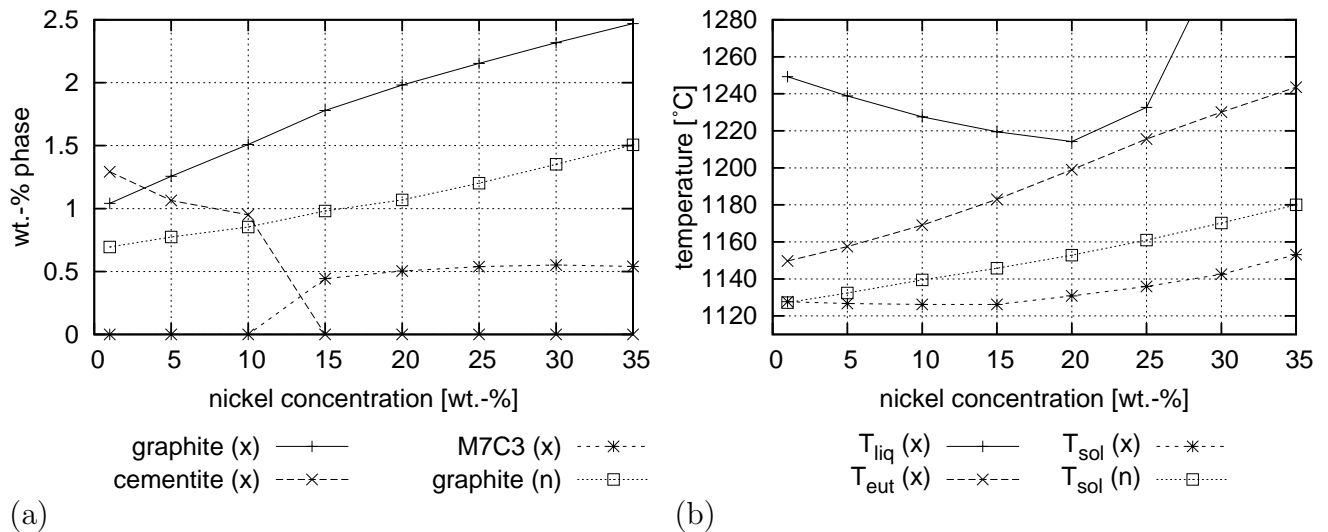 2.5
2
1.5
1
0.5
0
wt.-% phase
0 5 10 15 20 25 30 35
nickel concentration [wt.-%]
graphite (x)
cementite (x)
M7C3 (x)
graphite (n)
(a)
1280
1260
1240
1220
1200
1180
1160
1140
1120
temperature [°C]
0 5 10 15 20 25 30 35
nickel concentration [wt.-%]
T_liq (x)
T_eut (x)
T_sol (x)
T_sol (n)
(b)